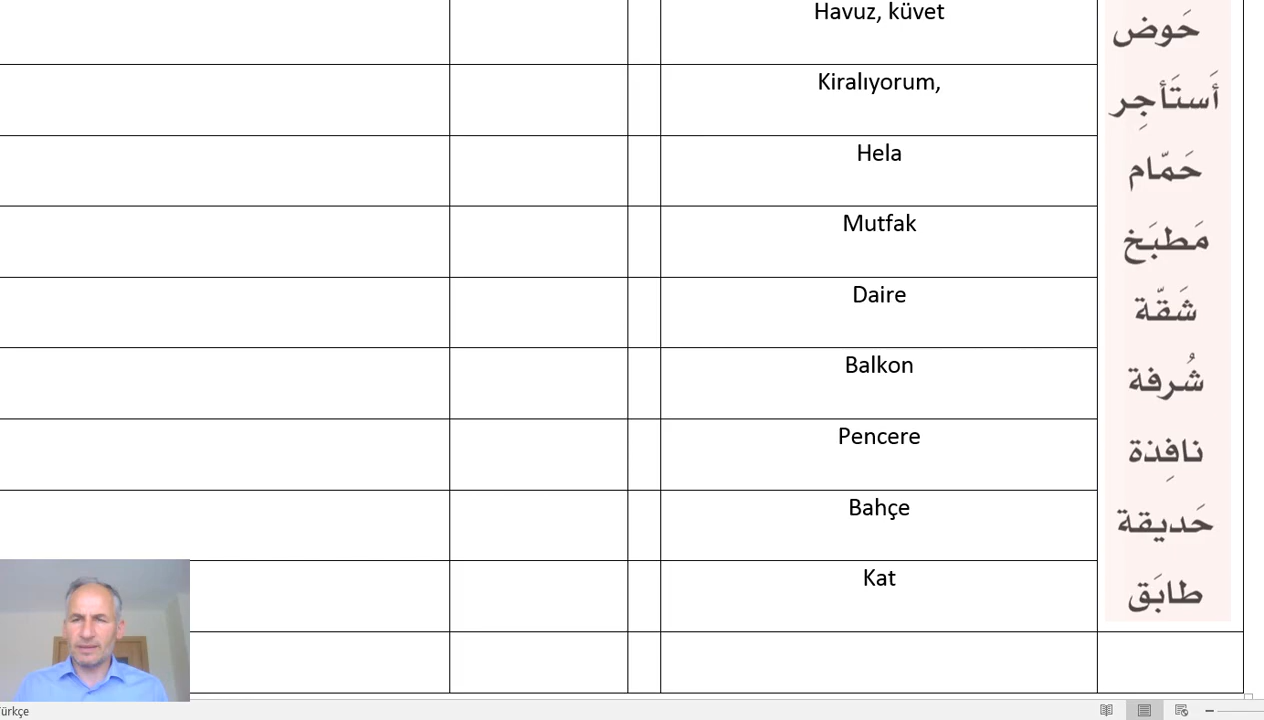 Havuz, küvet حَوض
Kiralıyorum, أَستَأجِر
Hela حَمّام
Mutfak مَطبَخ
Daire شَقّة
Balkon شُرفة
Pencere نافِذة
Bahçe حَديقة
Kat طابَق
ürkçe